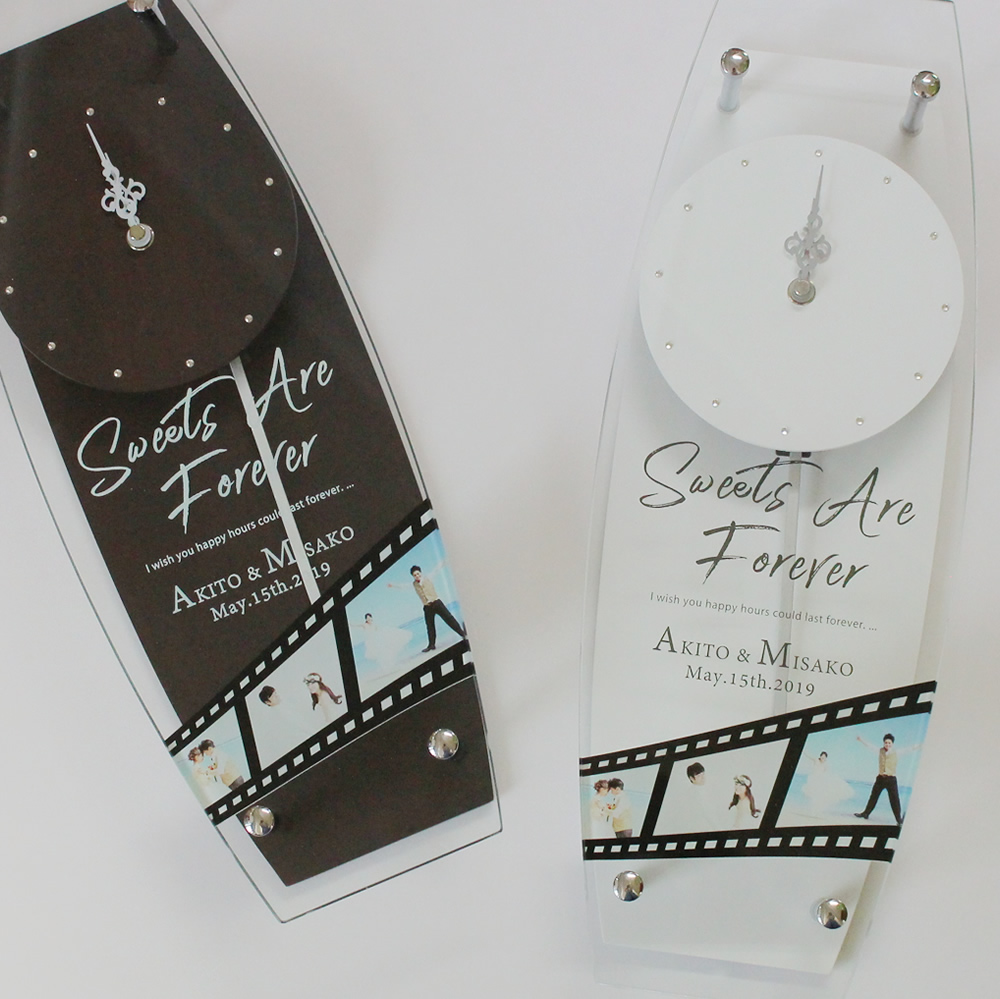 Sweets Are
Forever
I wish you happy hours could last forever. ...
AKITO & MISAKO
May.15th.2019
Sweets Are
Forever
I wish you happy hours could last forever. ...
AKITO & MISAKO
May.15th.2019